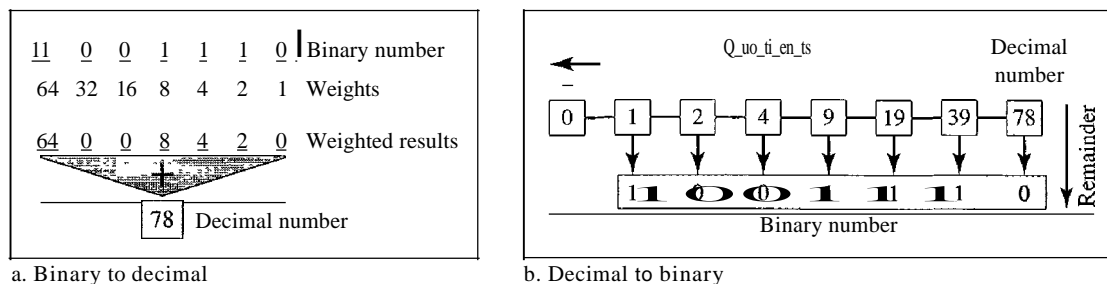 11 0 0 1 1 1 0 Binary number
64 32 16 8 4 2 1 Weights
64 0 0 8 4 2 0 Weighted results
+
78 Decimal number
a. Binary to decimal
Q_uo_ti_en_ts
Decimal
number
0 1 2 4 9 19 39 78
Remainder
1 0 0 1 1 1 0
Binary number
b. Decimal to binary